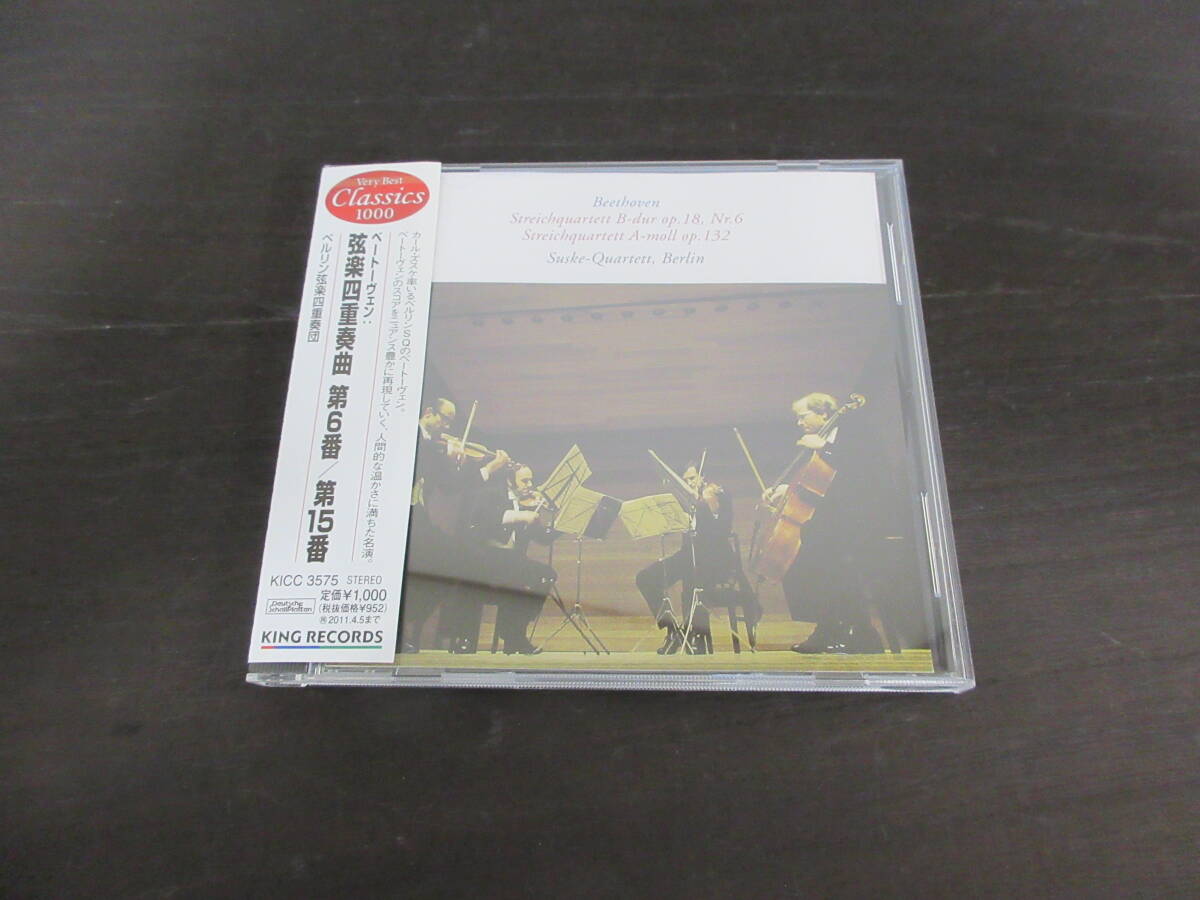 Very Best
Classics
1000
カール・ズスケ率いるベルリンSQのベートーヴェン。
ベートーヴェンのスコアをニュアンス豊かに再現していく、人間的な温かさに満ちた名演。
ベートーヴェン：
弦楽四重奏曲 第6番／第15番
ベルリン弦楽四重奏団
KICC 3575 STEREO
Deutsche
Schallplatten
定価¥1,000
(税抜価格¥952)
2011.4.5まで
KING RECORDS
Beethoven
Streichquartett B-dur op.18, Nr.6
Streichquartett A-moll op.132
Suske-Quartett, Berlin